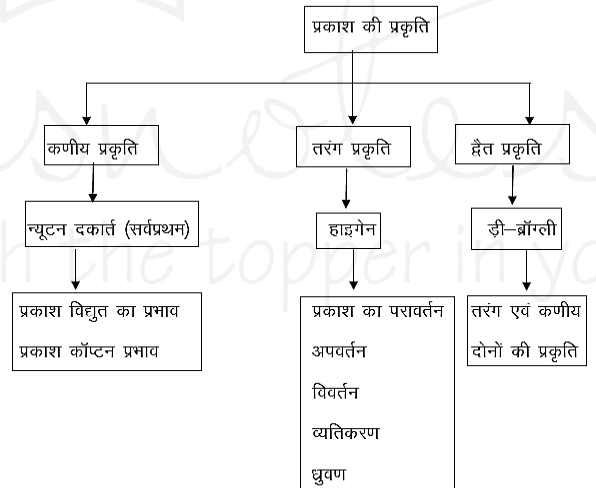 प्रकाश की प्रकृति
कणीय प्रकृति
तरंग प्रकृति
द्वैत प्रकृति
न्यूटन दकार्त (सर्वप्रथम)
हाइगेन
ड़ी–ब्रॉग्ली
प्रकाश विद्युत का प्रभाव
प्रकाश कॉप्टन प्रभाव
प्रकाश का परावर्तन
अपवर्तन
विवर्तन
व्यतिकरण
ध्रुवण
तरंग एवं कणीय
दोनों की प्रकृति